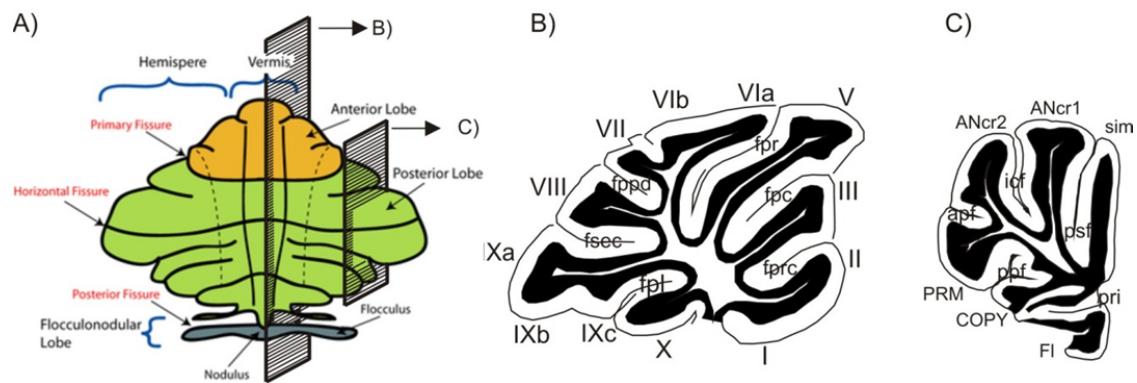 A)
B)
Hemispere
Vermis
Primary Fissure
Anterior Lobe
C)
Horizontal Fissure
Posterior Lobe
Posterior Fissure
Flocculonodular
Lobe
Flocculus
Nodulus
B)
VIb
VIa
V
VII
fpr
VIII
fppd
fpc
III
fsec
IXa
fprc
II
fpl
IXb
IXc
X
I
C)
ANcr2
ANcr1
sim
icf
apf
psf
ppf
PRM
pri
COPY
Fl